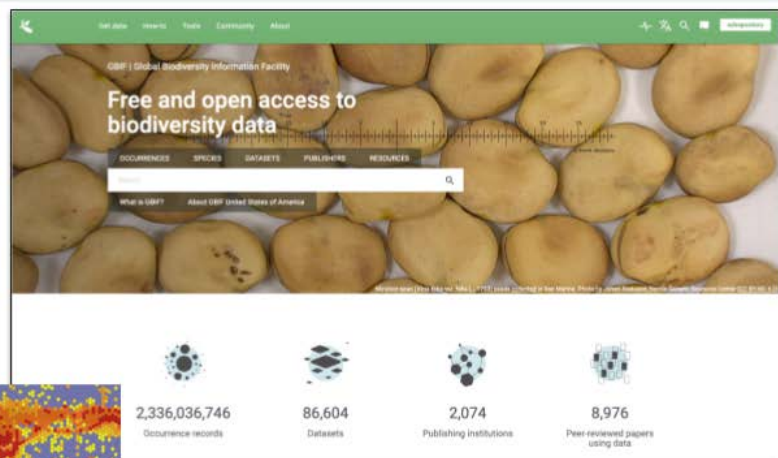 Get data How-to Tools Community About
GBIF | Global Biodiversity Information Facility
Free and open access to
biodiversity data
OCCURRENCES SPECIES DATASETS PUBLISHERS RESOURCES
Search
What is GBIF? About GBIF United States of America
2,336,036,746 86,604 2,074 8,976
Occurrence records Datasets Publishing institutions Peer-reviewed papers
using data